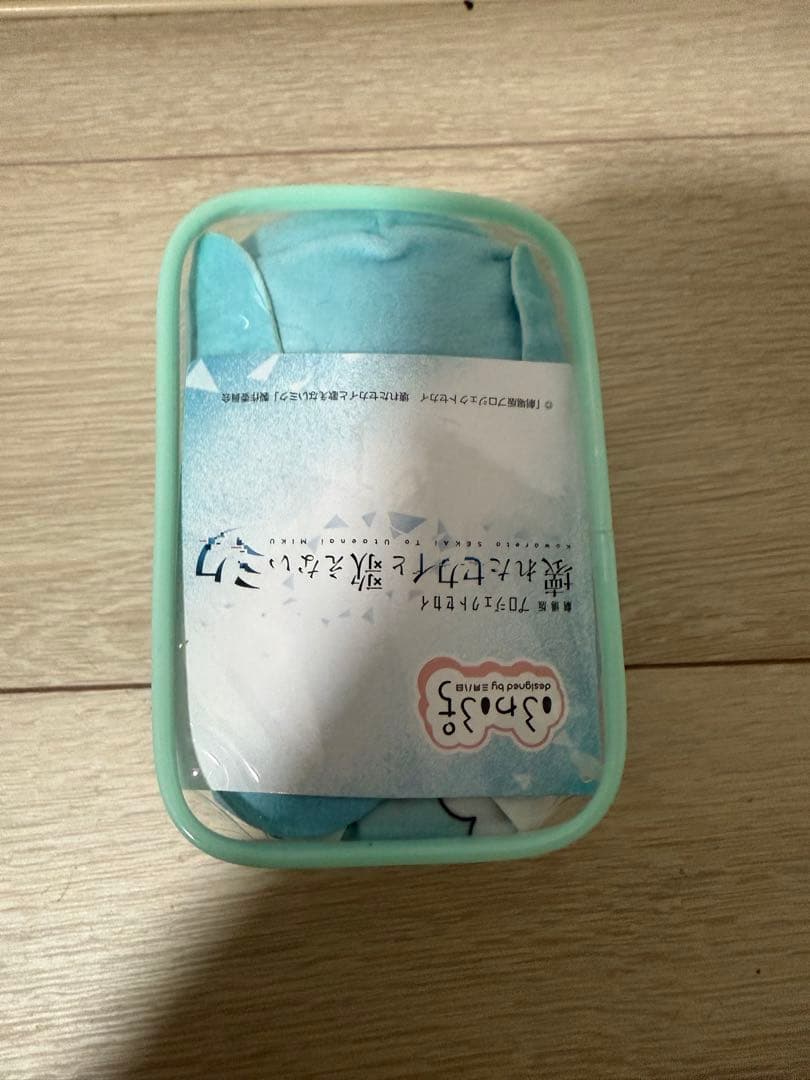 ふわぷち
designed by 三月八日
劇場版 プロジェクトセカイ
壊れたセカイと歌えないミク
Kowareta SEKAI To Utaenai MIKU
©「劇場版プロジェクトセカイ 壊れたセカイと歌えないミク」製作委員会